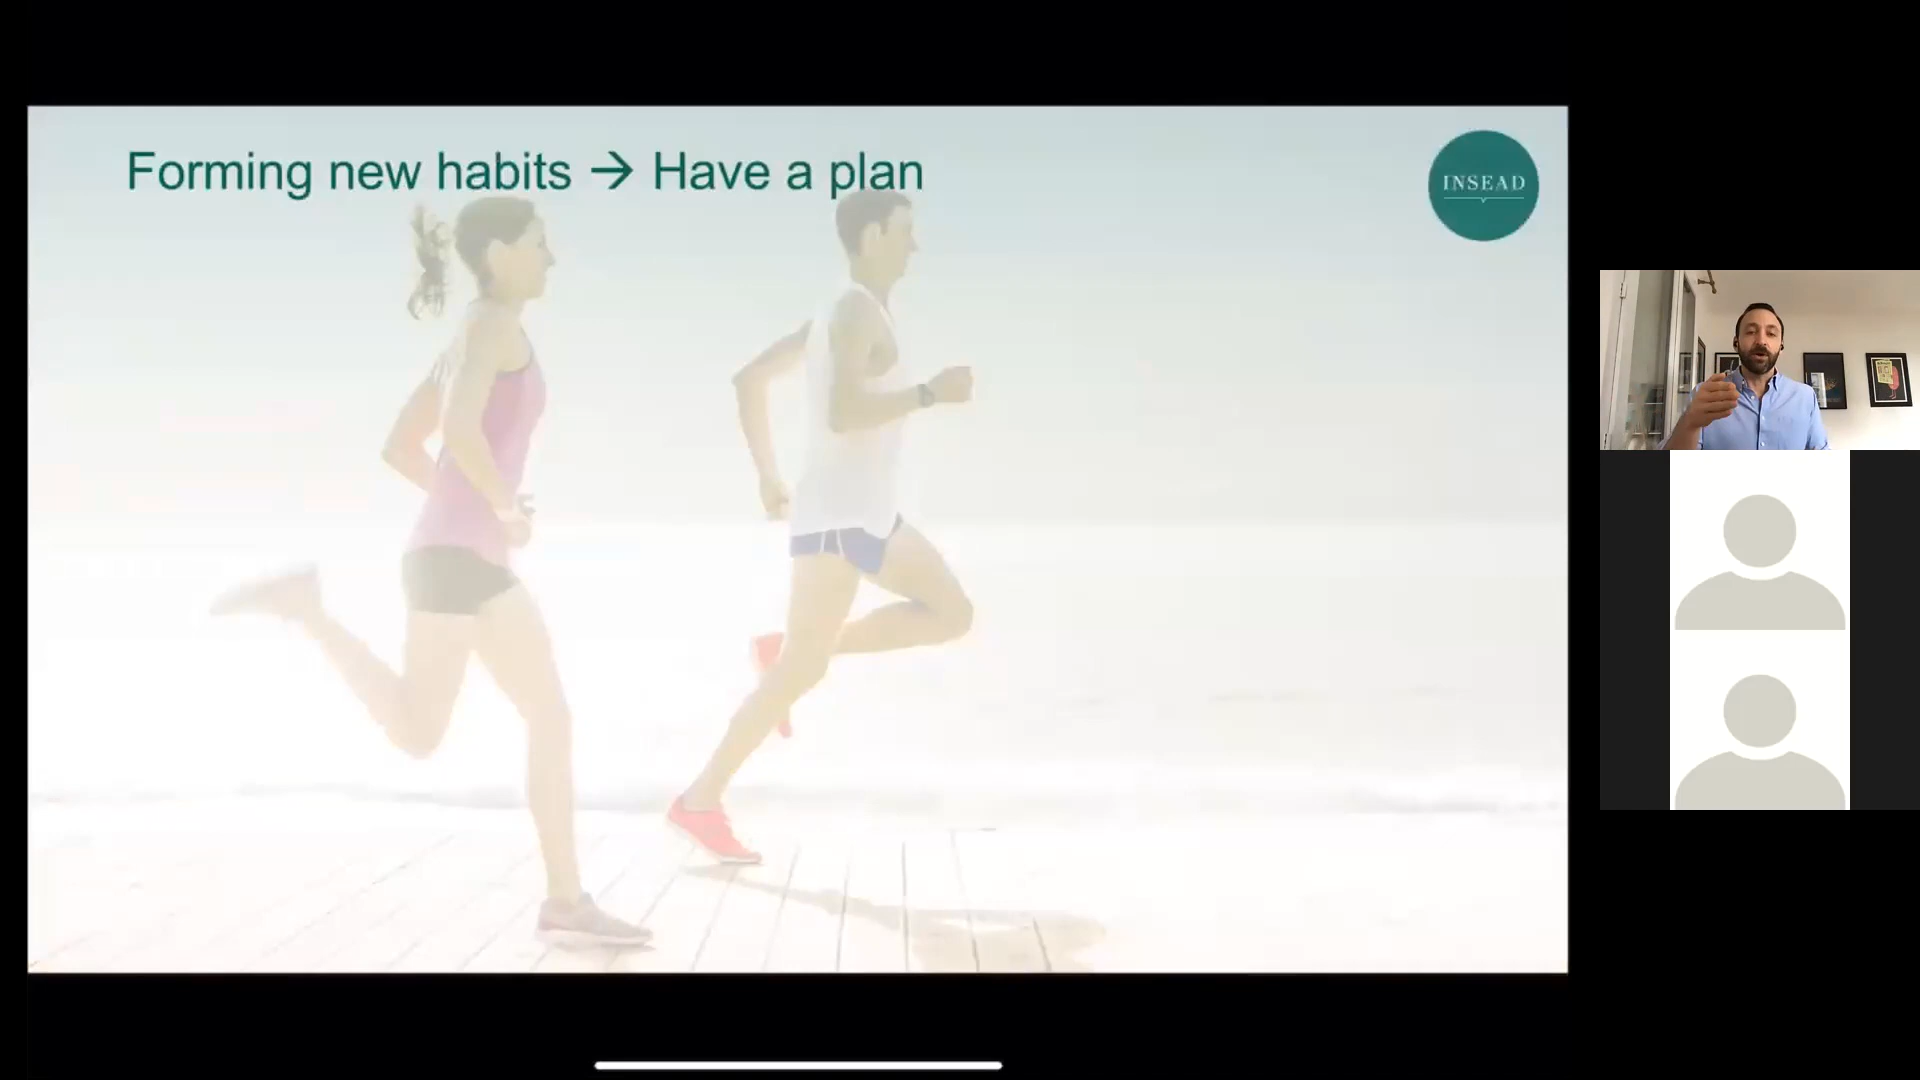 Forming new habits → Have a plan
INSEAD